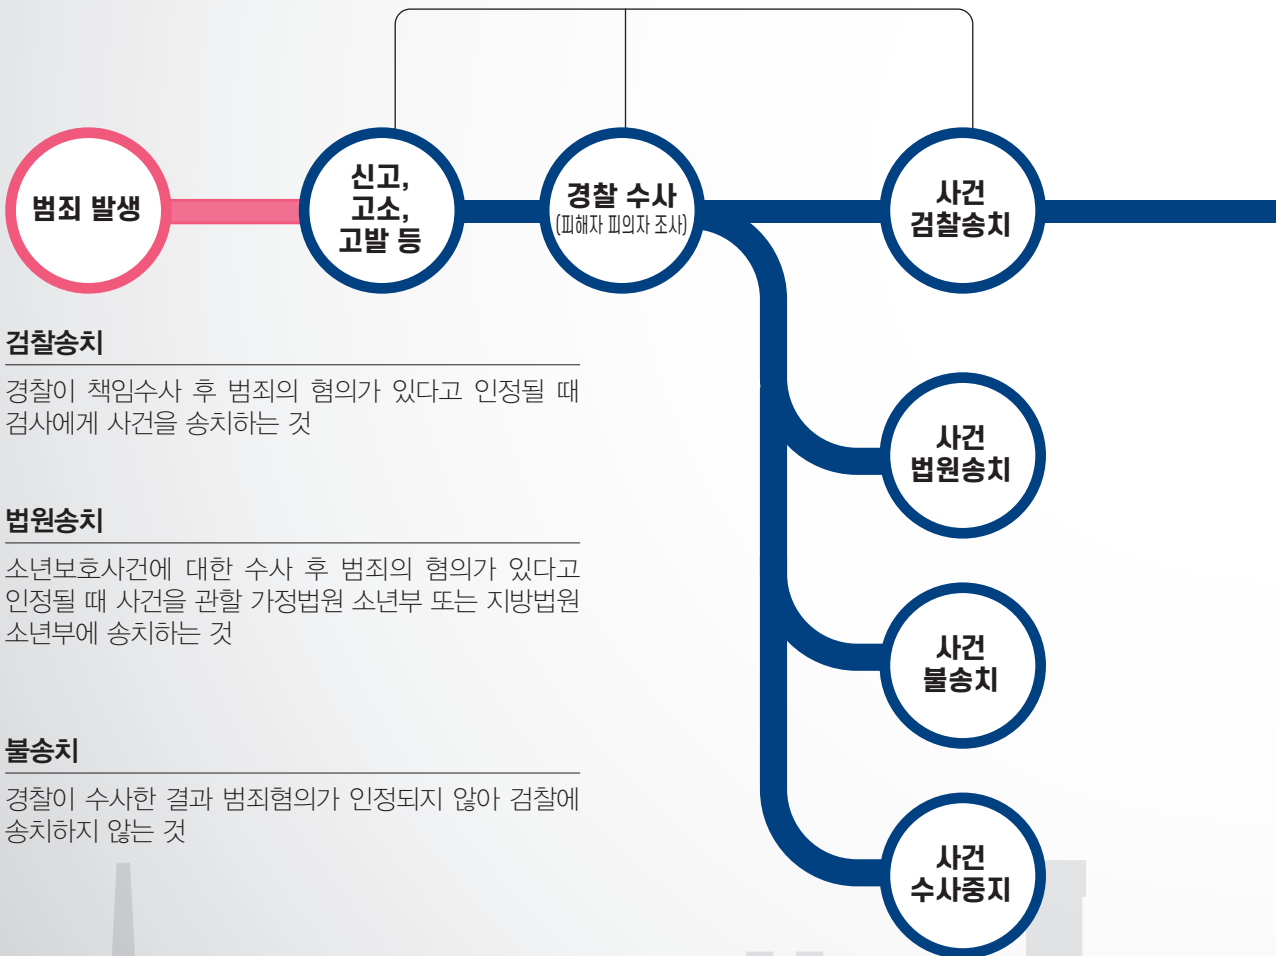 범죄 발생
신고,
고소,
고발 등
경찰 수사
(피해자 피의자 조사)
사건
검찰송치
검찰송치
경찰이 책임수사 후 범죄의 혐의가 있다고 인정될 때
검사에게 사건을 송치하는 것
사건
법원송치
법원송치
소년보호사건에 대한 수사 후 범죄의 혐의가 있다고
인정될 때 사건을 관할 가정법원 소년부 또는 지방법원
소년부에 송치하는 것
사건
불송치
불송치
경찰이 수사한 결과 범죄혐의가 인정되지 않아 검찰에
송치하지 않는 것
사건
수사중지